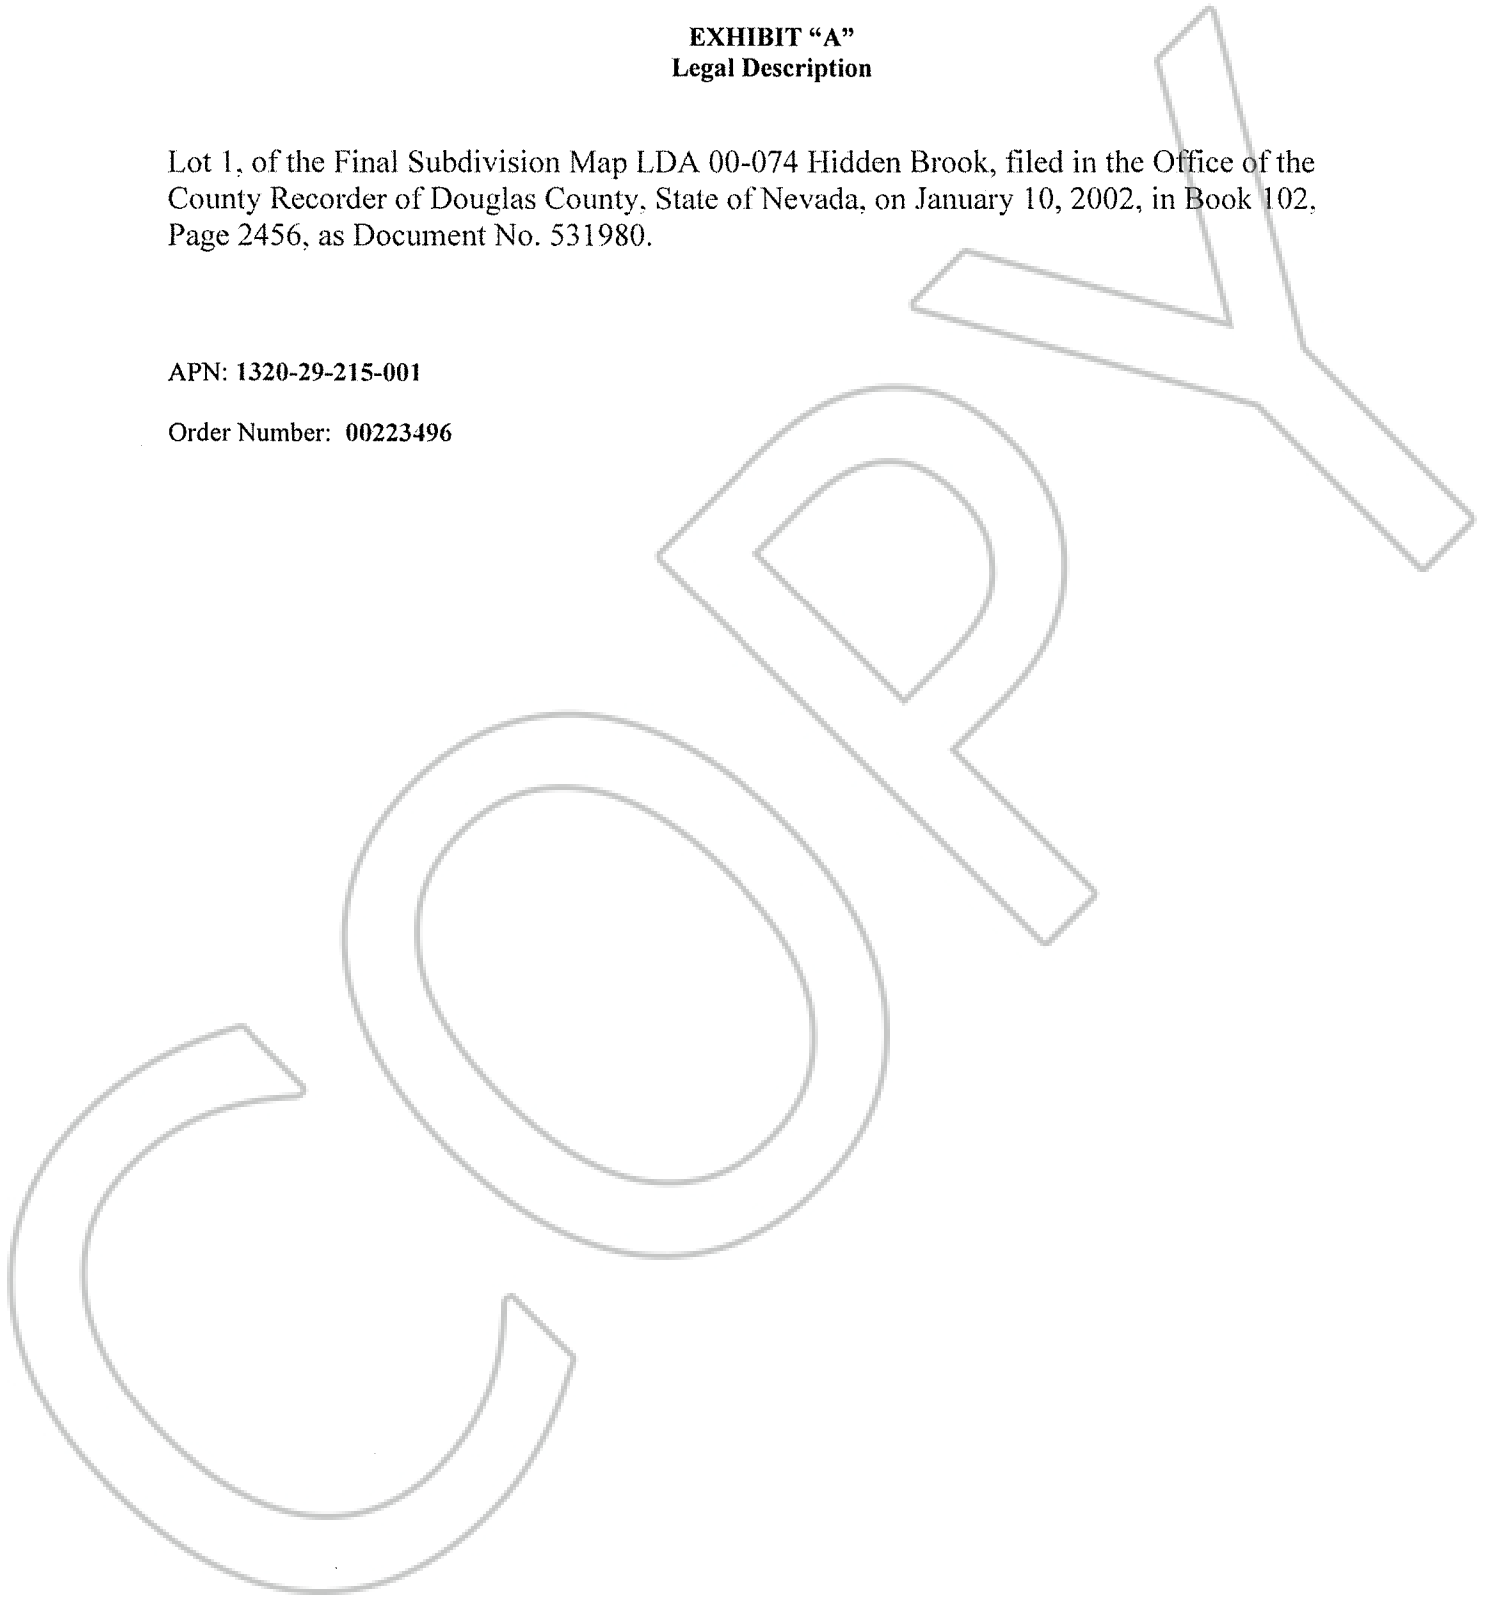 EXHIBIT “A”
Legal Description
Lot 1, of the Final Subdivision Map LDA 00-074 Hidden Brook, filed in the Office of the
County Recorder of Douglas County, State of Nevada, on January 10, 2002, in Book 102,
Page 2456, as Document No. 531980.
APN: 1320-29-215-001
Order Number: 00223496
COPY